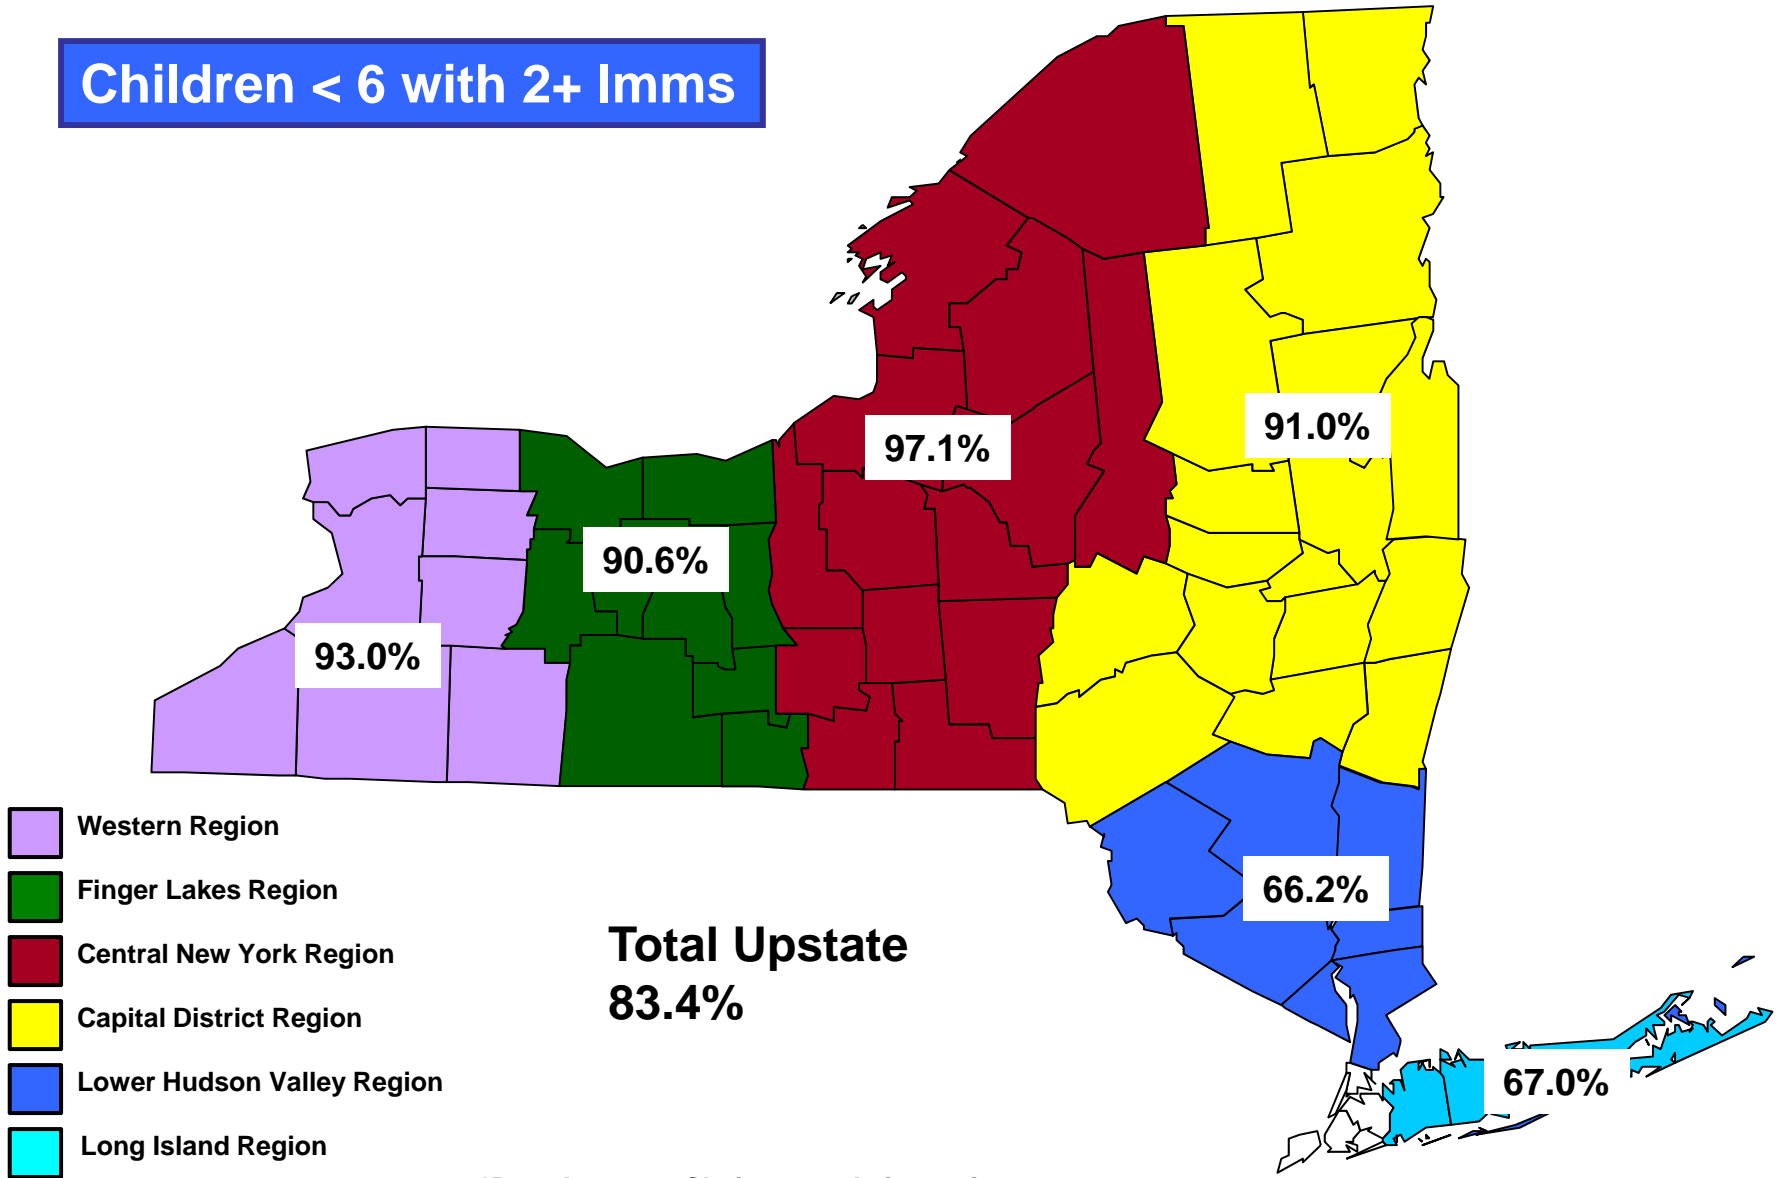 Children < 6 with 2+ Imms
97.1%
91.0%
90.6%
93.0%
66.2%
67.0%
Total Upstate
83.4%
Western Region
Finger Lakes Region
Central New York Region
Capital District Region
Lower Hudson Valley Region
Long Island Region